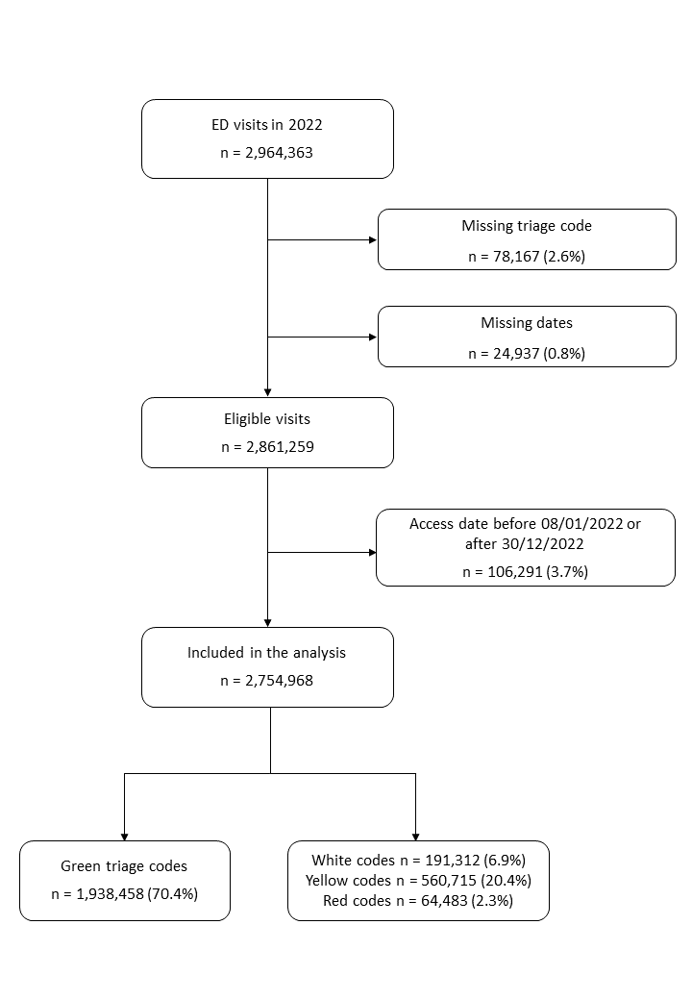 ED visits in 2022
n = 2,964,363
Missing triage code
n = 78,167 (2.6%)
Missing dates
n = 24,937 (0.8%)
Eligible visits
n = 2,861,259
Access date before 08/01/2022 or
after 30/12/2022
n = 106,291 (3.7%)
Included in the analysis
n = 2,754,968
Green triage codes
n = 1,938,458 (70.4%)
White codes n = 191,312 (6.9%)
Yellow codes n = 560,715 (20.4%)
Red codes n = 64,483 (2.3%)